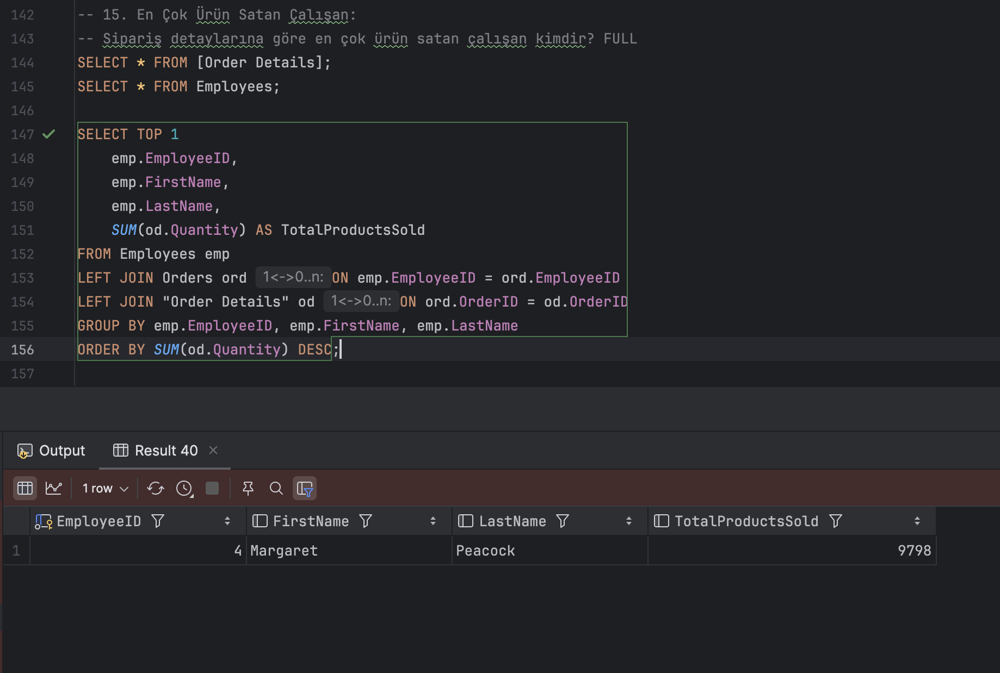 142 -- 15. En Çok Ürün Satan Çalışan:
143 -- Sipariş detaylarına göre en çok ürün satan çalışan kimdir? FULL
144 SELECT * FROM [Order Details];
145 SELECT * FROM Employees;
146
147 SELECT TOP 1
148 emp.EmployeeID,
149 emp.FirstName,
150 emp.LastName,
151 SUM(od.Quantity) AS TotalProductsSold
152 FROM Employees emp
153 LEFT JOIN Orders ord 1<->0..n: ON emp.EmployeeID = ord.EmployeeID
154 LEFT JOIN "Order Details" od 1<->0..n: ON ord.OrderID = od.OrderID
155 GROUP BY emp.EmployeeID, emp.FirstName, emp.LastName
156 ORDER BY SUM(od.Quantity) DESC;
157
Output Result 40
1 row
EmployeeID FirstName LastName TotalProductsSold
1 4 Margaret Peacock 9798